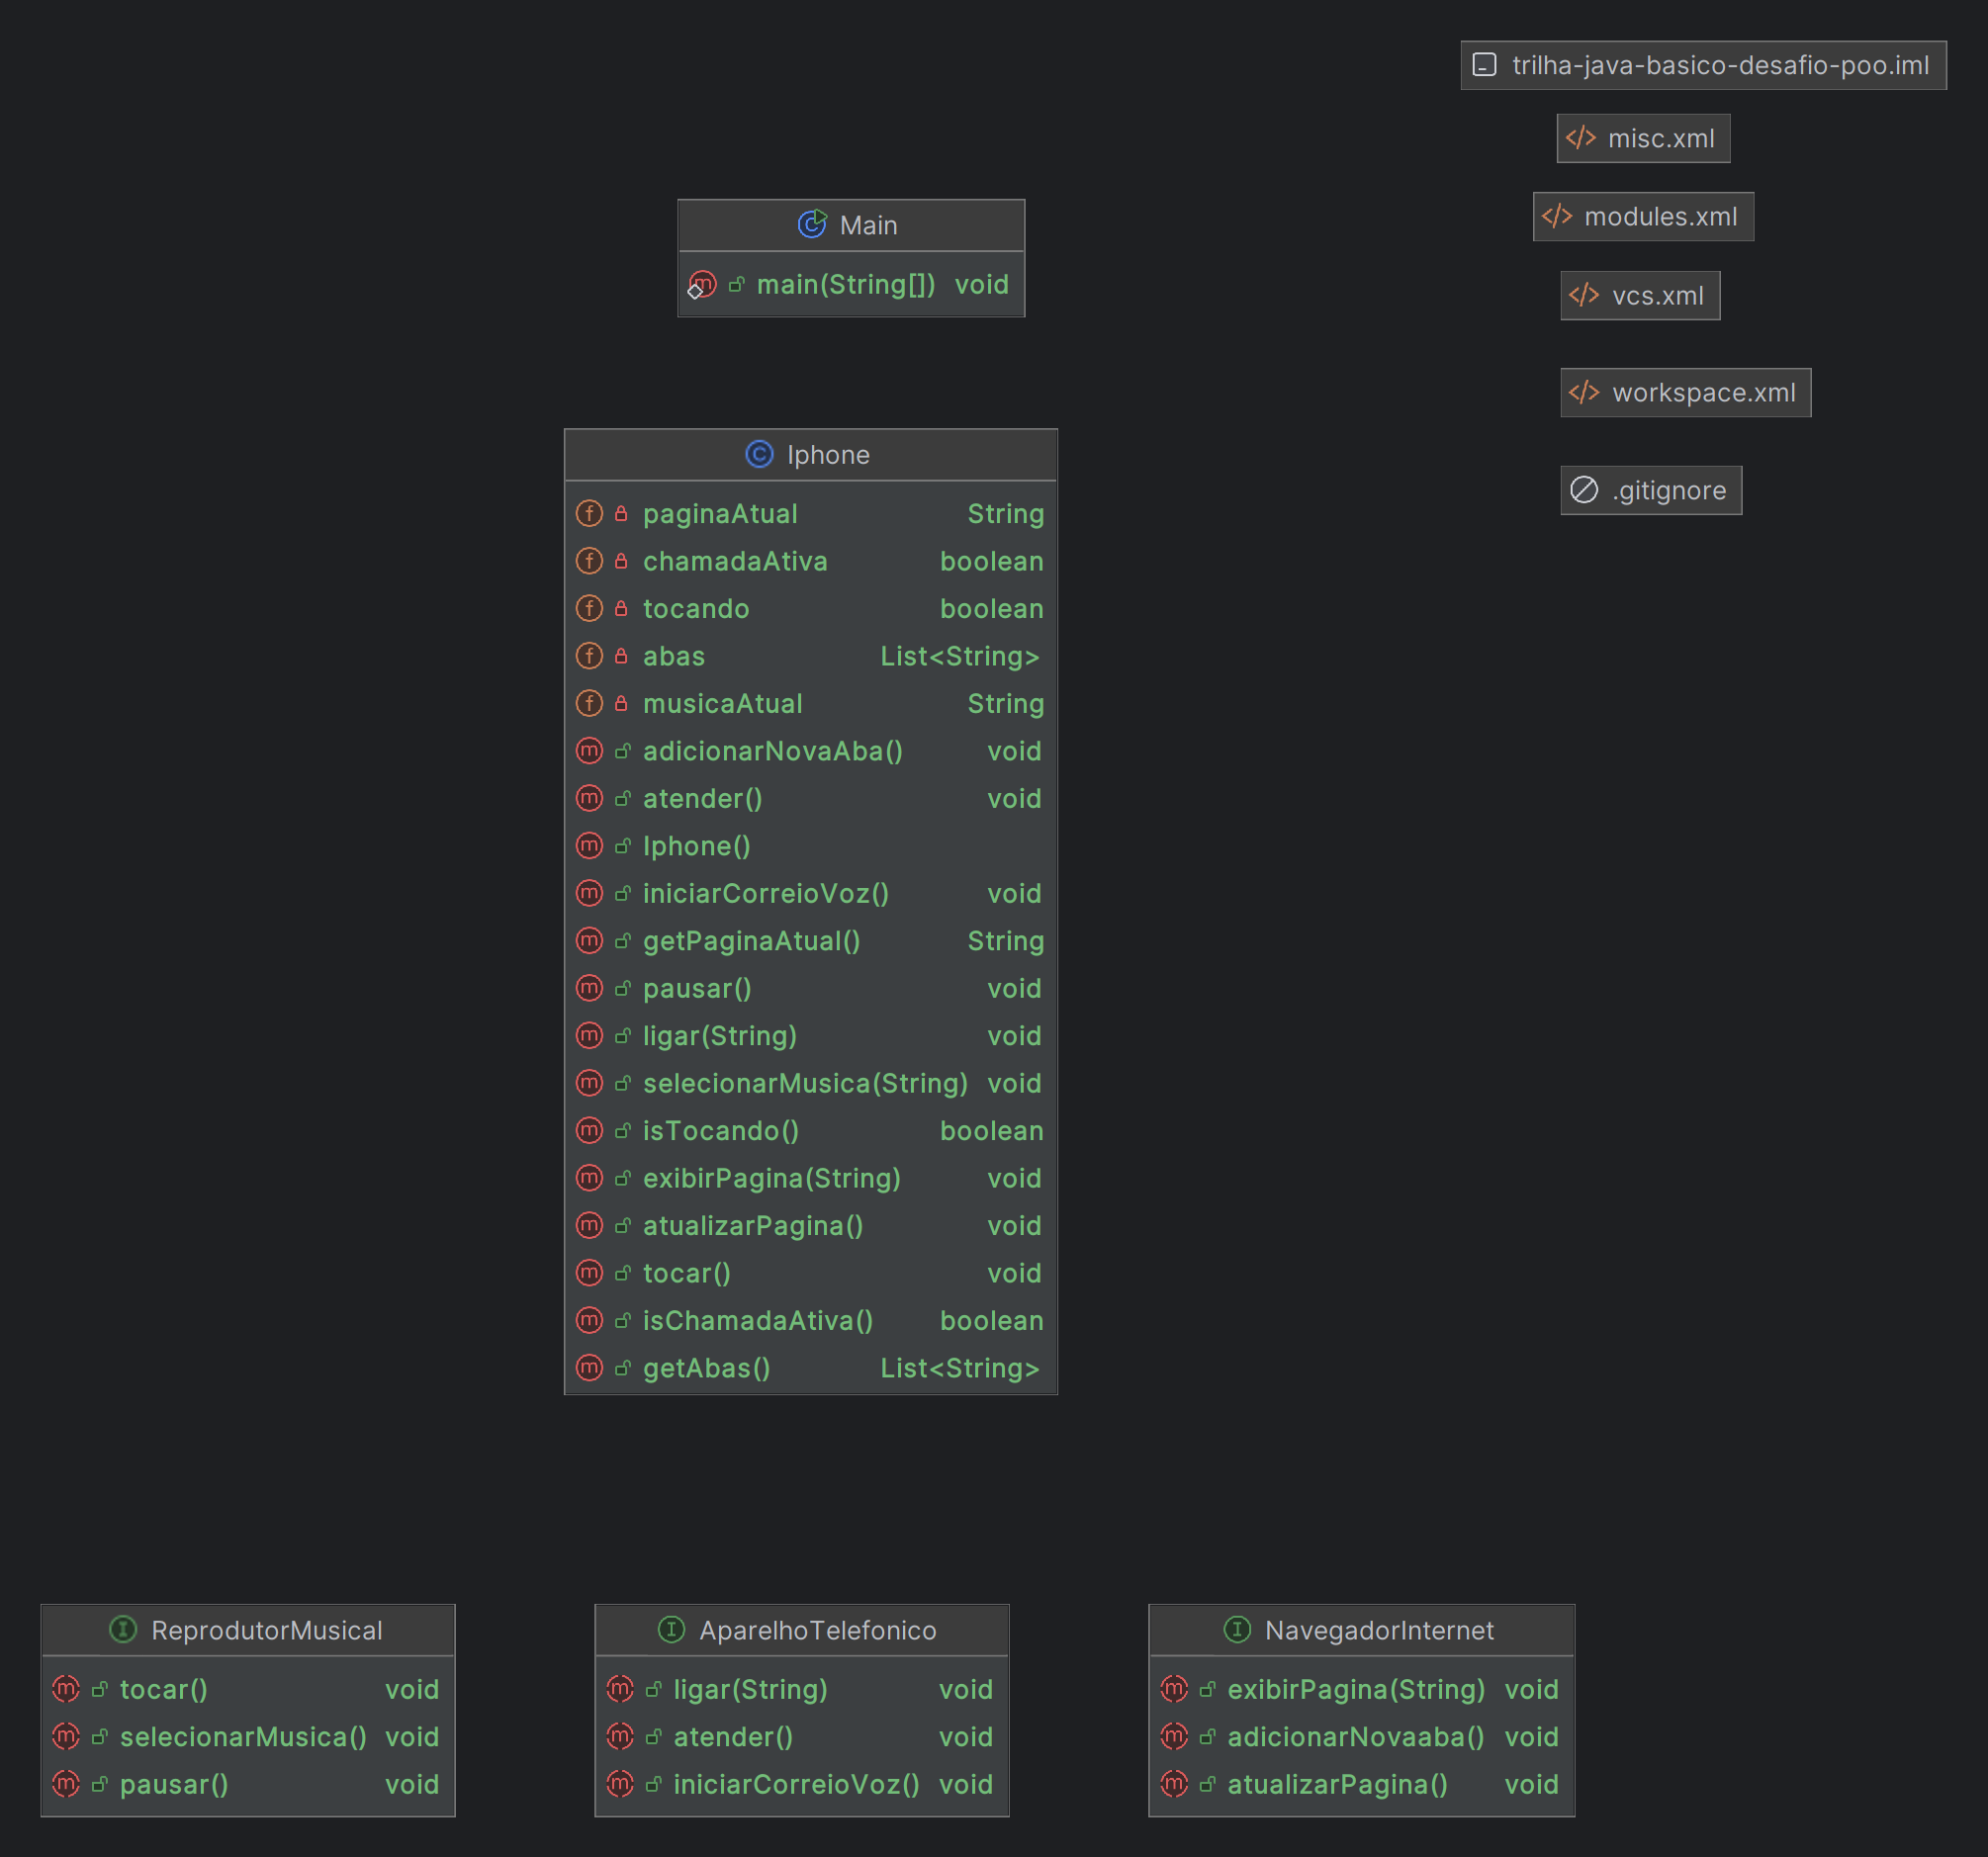 trilha-java-basico-desafio-poo.iml
misc.xml
modules.xml
vcs.xml
workspace.xml
.gitignore
Main
main(String[]) void
Iphone
paginaAtual String
chamadaAtiva boolean
tocando boolean
abas List<String>
musicaAtual String
adicionarNovaAba() void
atender() void
Iphone()
iniciarCorreioVoz() void
getPaginaAtual() String
pausar() void
ligar(String) void
selecionarMusica(String) void
isTocando() boolean
exibirPagina(String) void
atualizarPagina() void
tocar() void
isChamadaAtiva() boolean
getAbas() List<String>
ReprodutorMusical
tocar() void
selecionarMusica() void
pausar() void
AparelhoTelefonico
ligar(String) void
atender() void
iniciarCorreioVoz() void
NavegadorInternet
exibirPagina(String) void
adicionarNovaaba() void
atualizarPagina() void